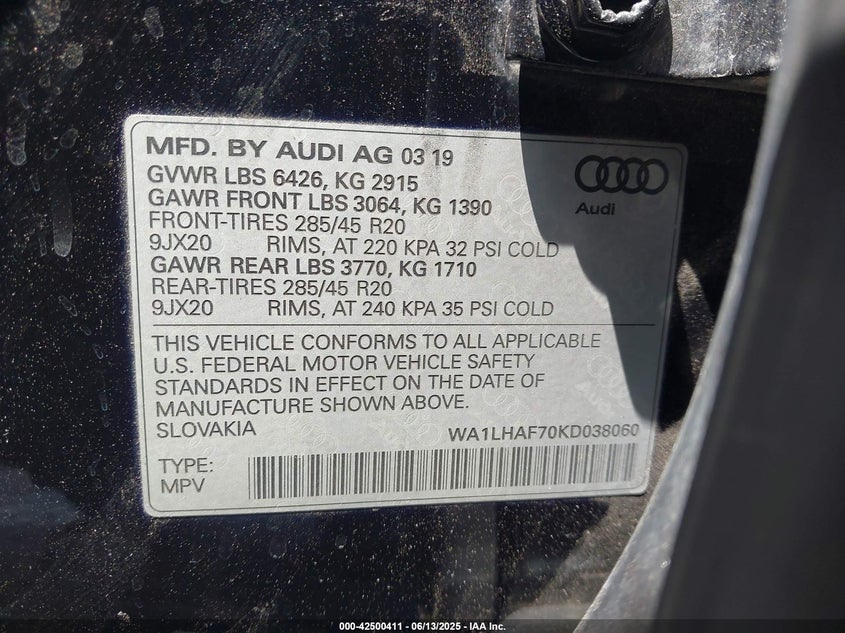 MFD. BY AUDI AG 03 19
GVWR LBS 6426, KG 2915
GAWR FRONT LBS 3064, KG 1390
FRONT-TIRES 285/45 R20
9JX20 RIMS, AT 220 KPA 32 PSI COLD
GAWR REAR LBS 3770, KG 1710
REAR-TIRES 285/45 R20
9JX20 RIMS, AT 240 KPA 35 PSI COLD
Audi
THIS VEHICLE CONFORMS TO ALL APPLICABLE
U.S. FEDERAL MOTOR VEHICLE SAFETY
STANDARDS IN EFFECT ON THE DATE OF
MANUFACTURE SHOWN ABOVE.
SLOVAKIA WA1LHAF70KD038060
TYPE:
MPV
Audi
000-42500411 - 06/13/2025 - IAA Inc.